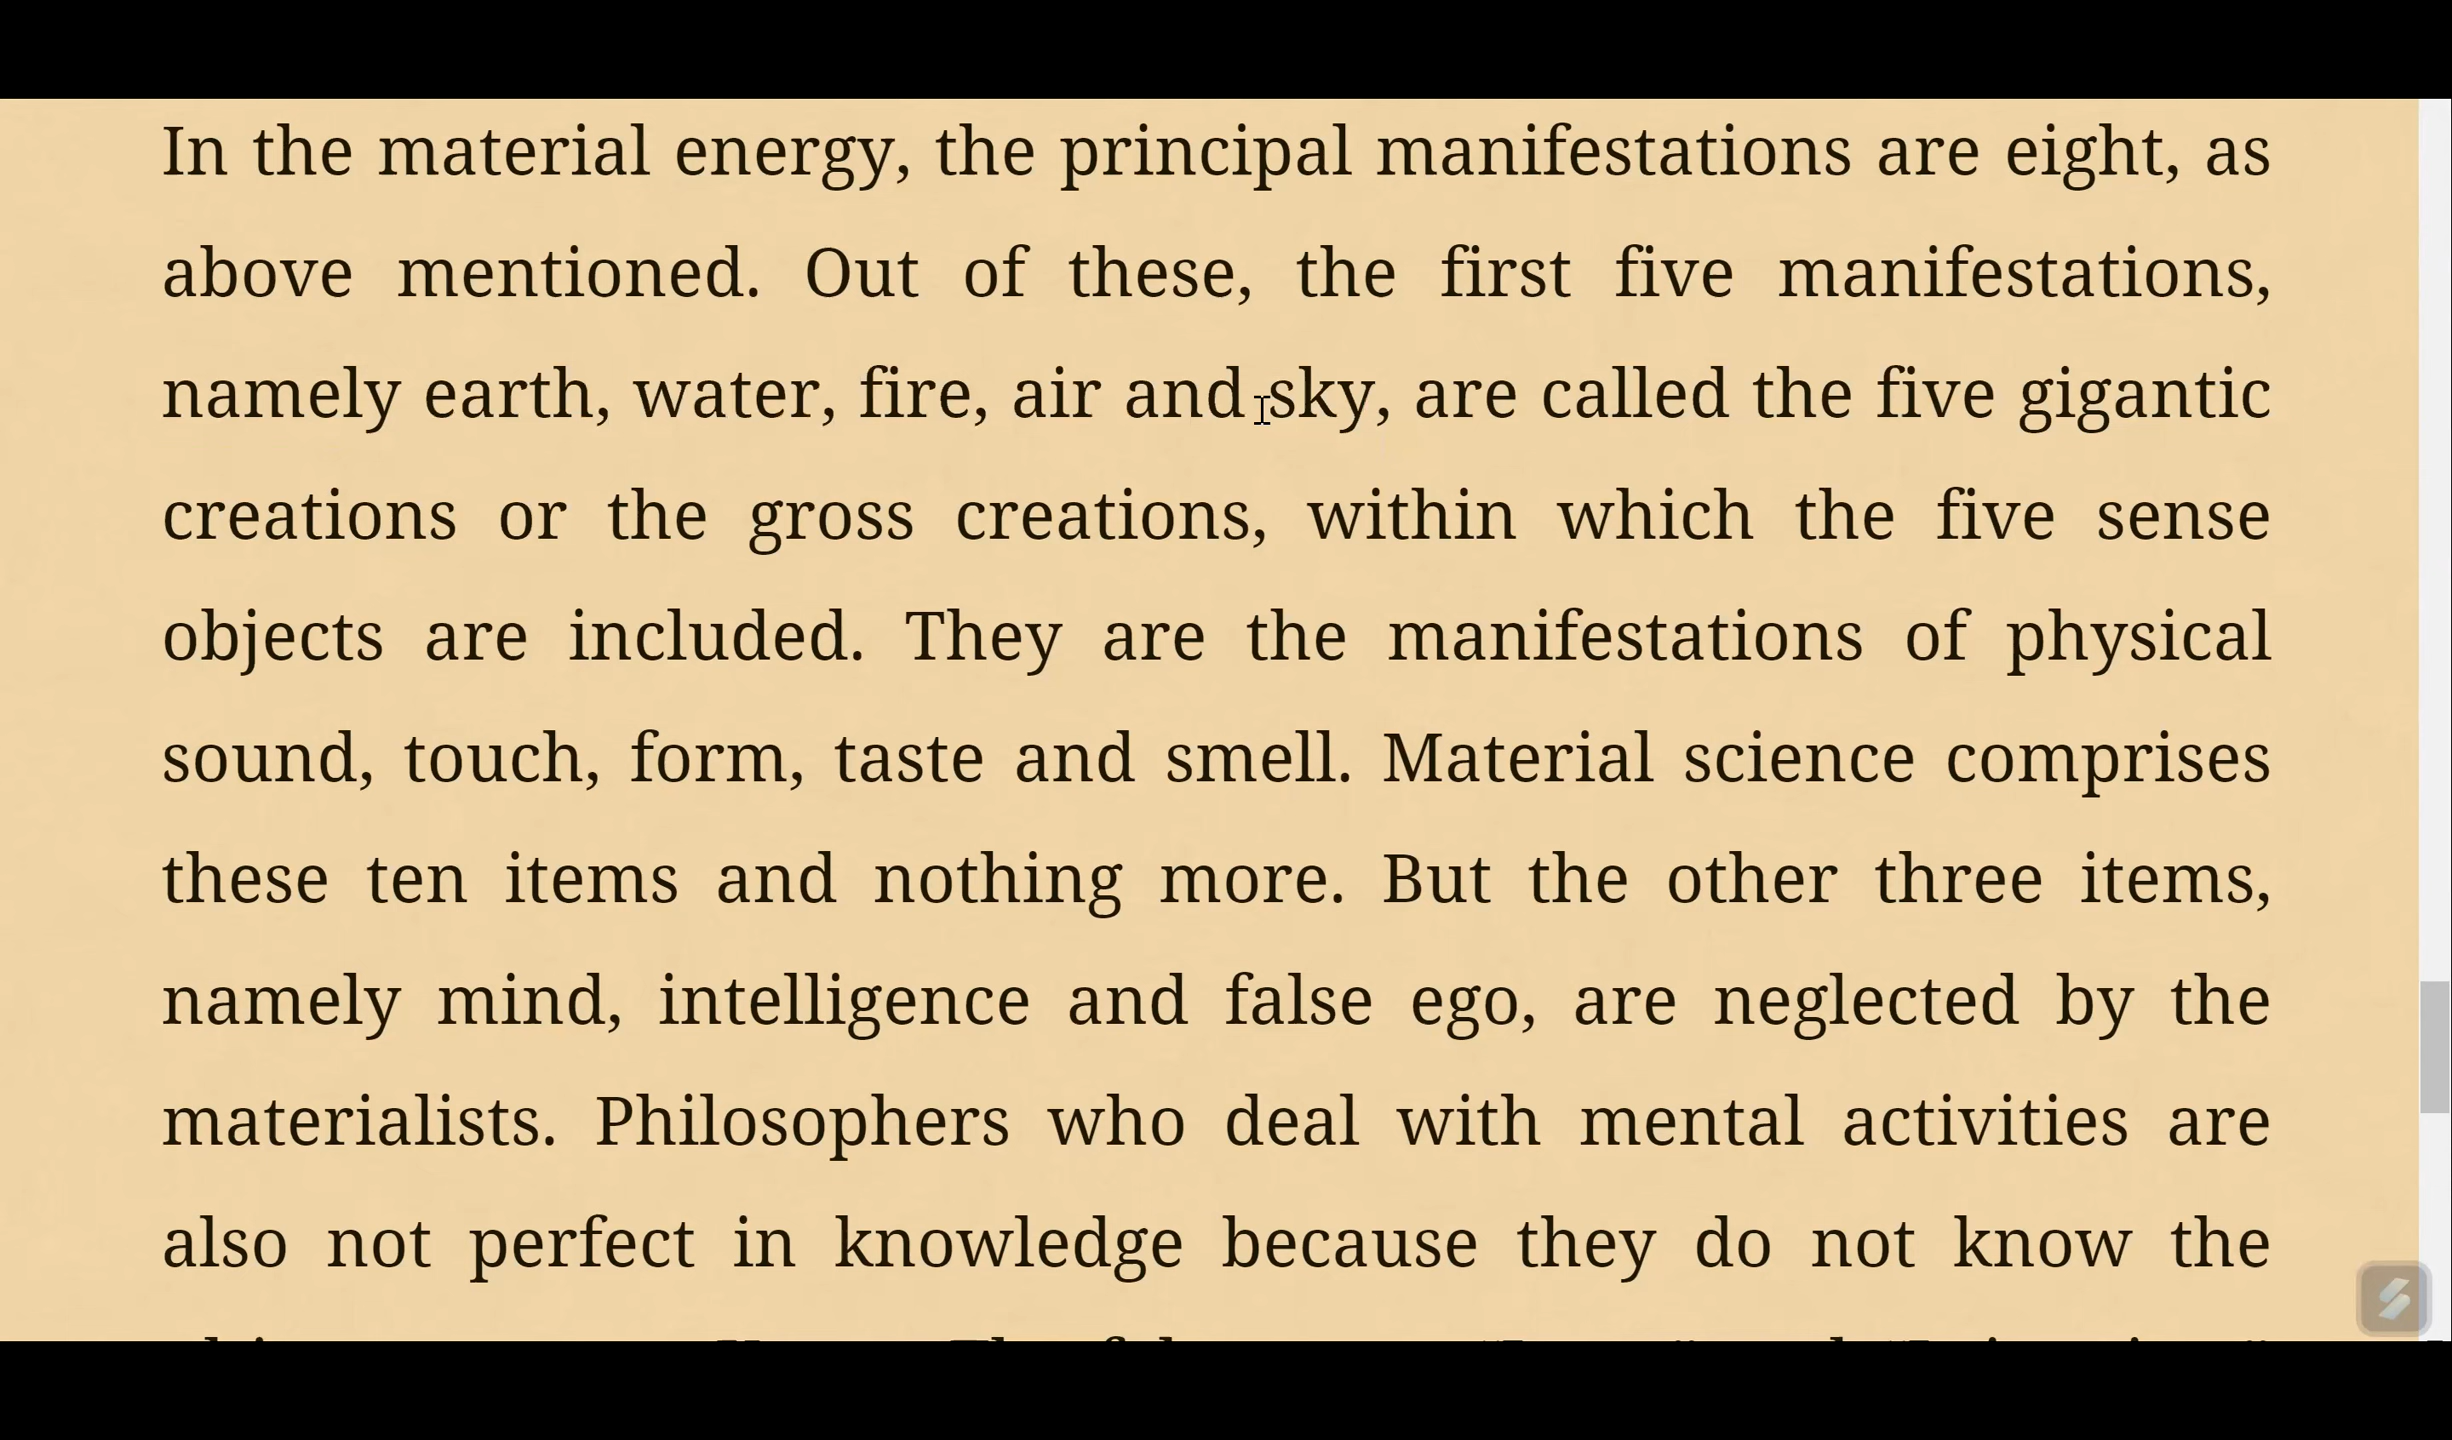 In the material energy, the principal manifestations are eight, as
above mentioned. Out of these, the first five manifestations,
namely earth, water, fire, air and sky, are called the five gigantic
creations or the gross creations, within which the five sense
objects are included. They are the manifestations of physical
sound, touch, form, taste and smell. Material science comprises
these ten items and nothing more. But the other three items,
namely mind, intelligence and false ego, are neglected by the
materialists. Philosophers who deal with mental activities are
also not perfect in knowledge because they do not know the